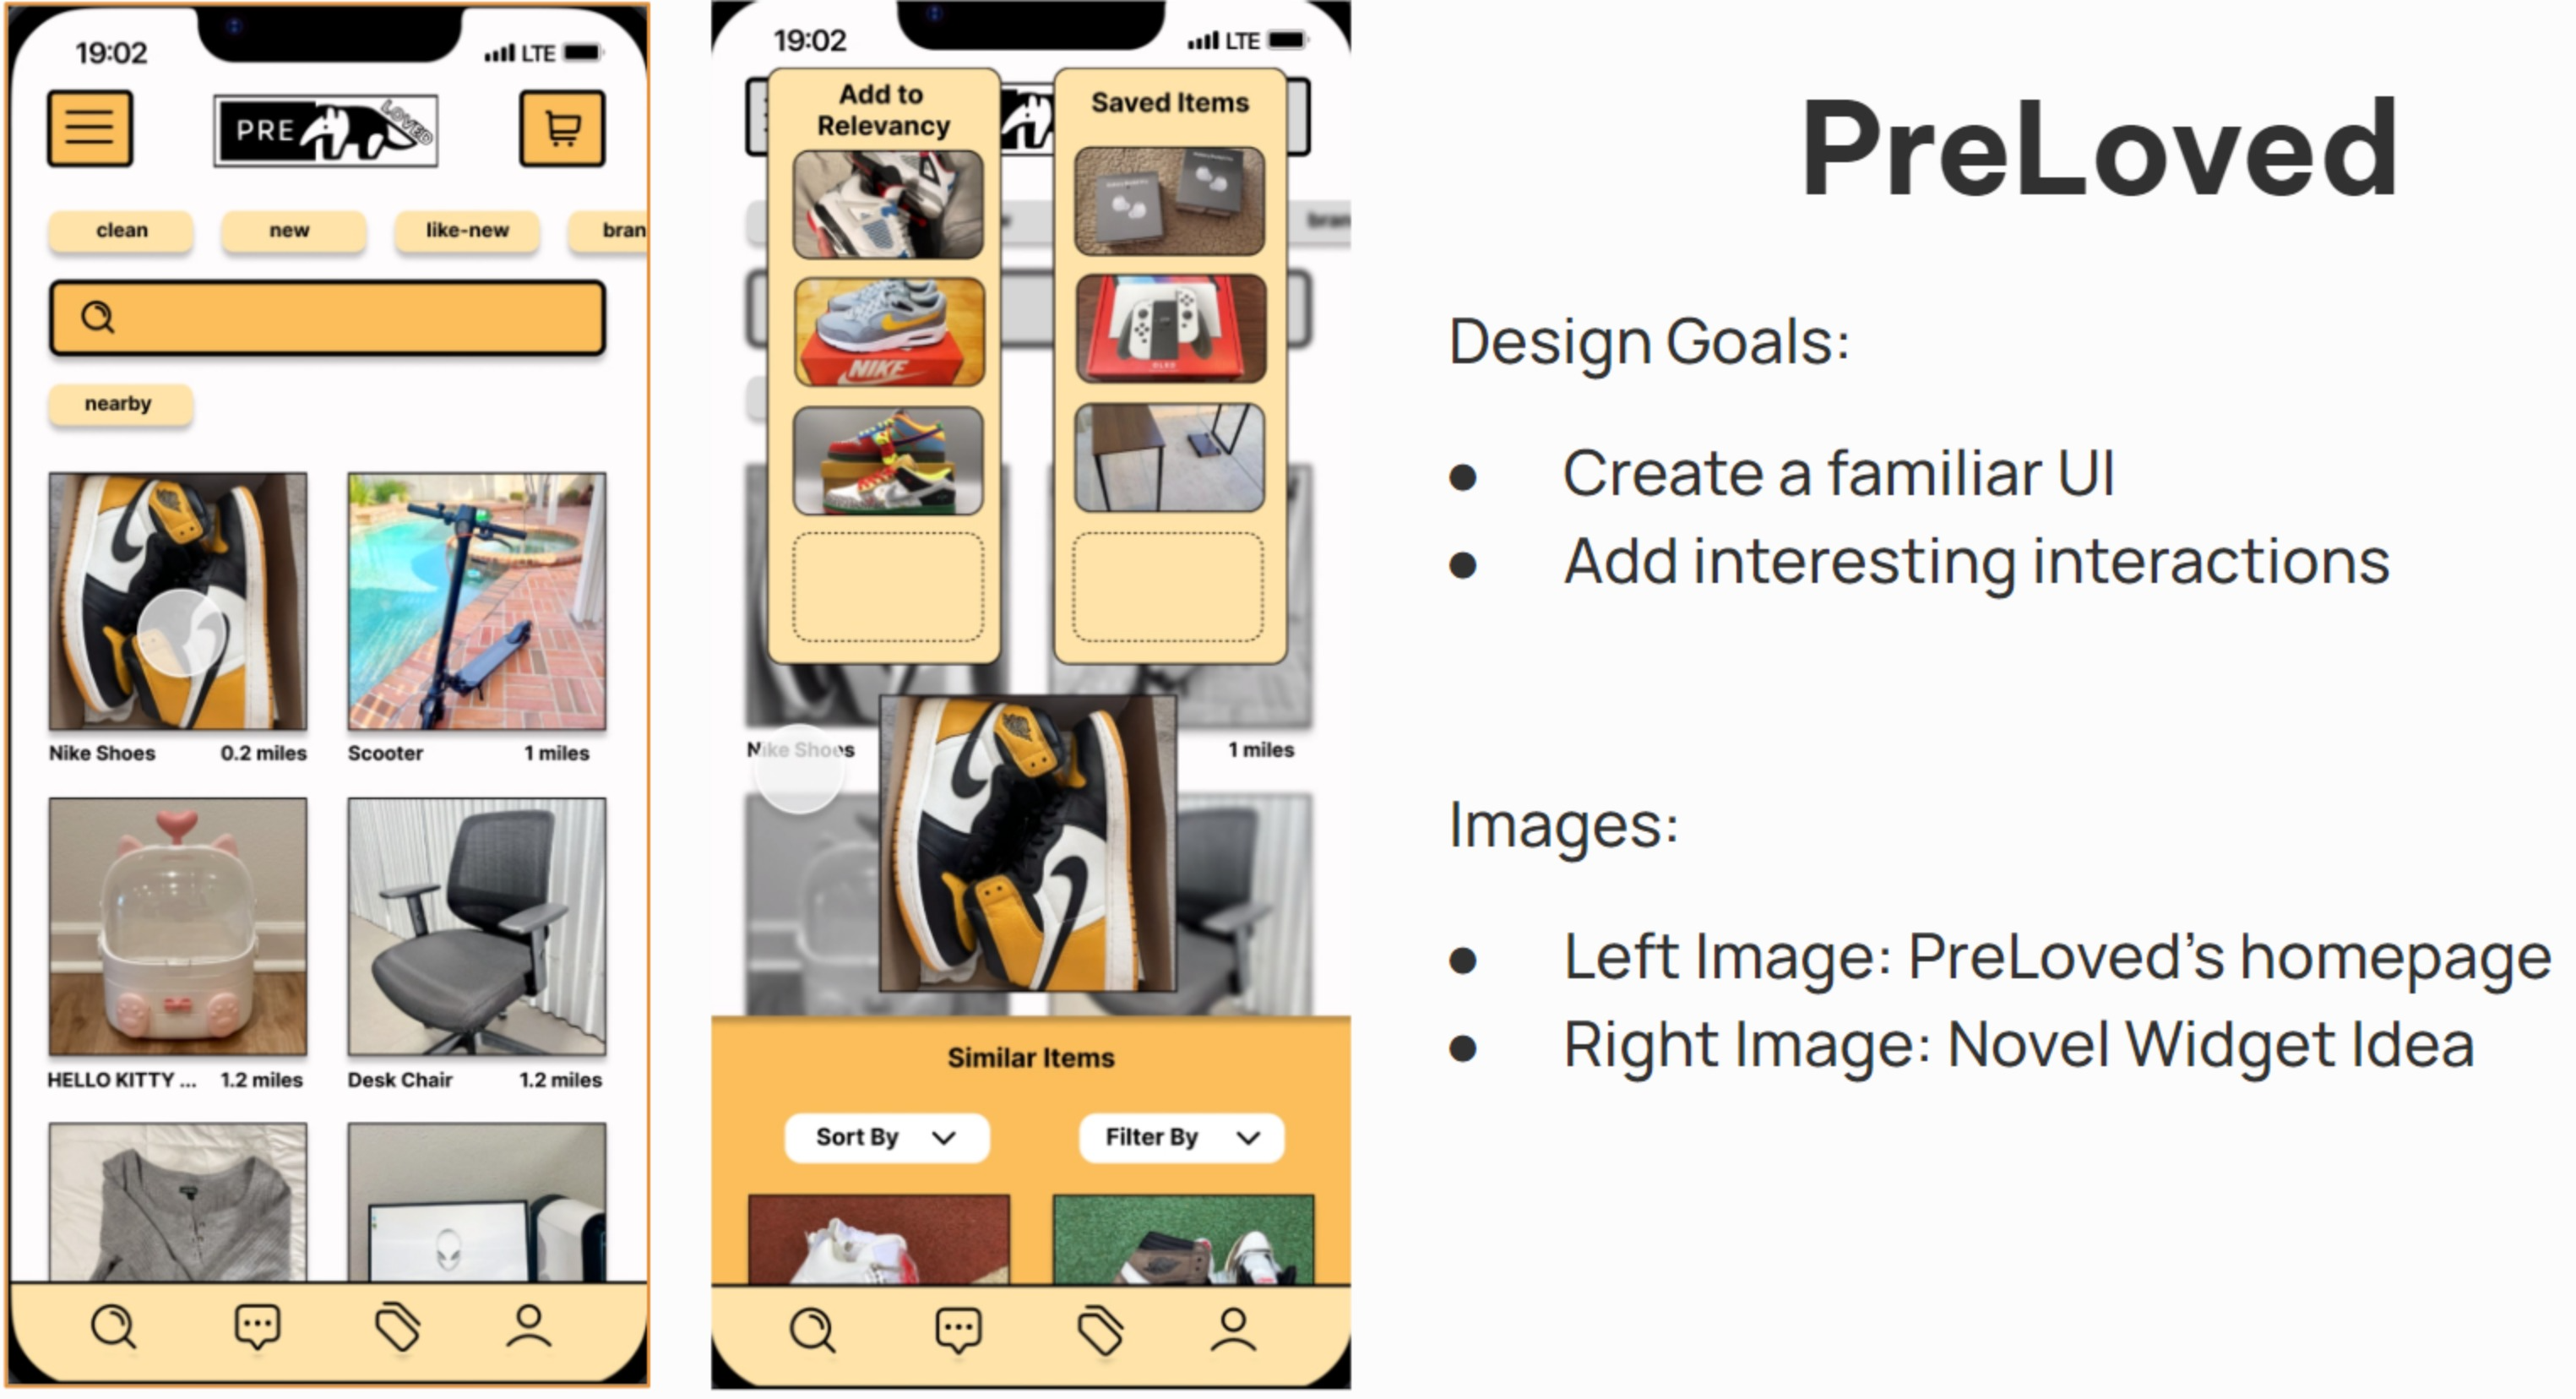 19:02
LTE
PRE LOVED
clean new like-new bran
nearby
Nike Shoes 0.2 miles
Scooter 1 miles
HELLO KITTY ... 1.2 miles
Desk Chair 1.2 miles
19:02
LTE
Add to
Relevancy
NIKE
Saved Items
OLED
bran
Nike Shoes
1 miles
Similar Items
Sort By
Filter By
PreLoved
Design Goals:
● Create a familiar UI
● Add interesting interactions
Images:
● Left Image: PreLoved’s homepage
● Right Image: Novel Widget Idea